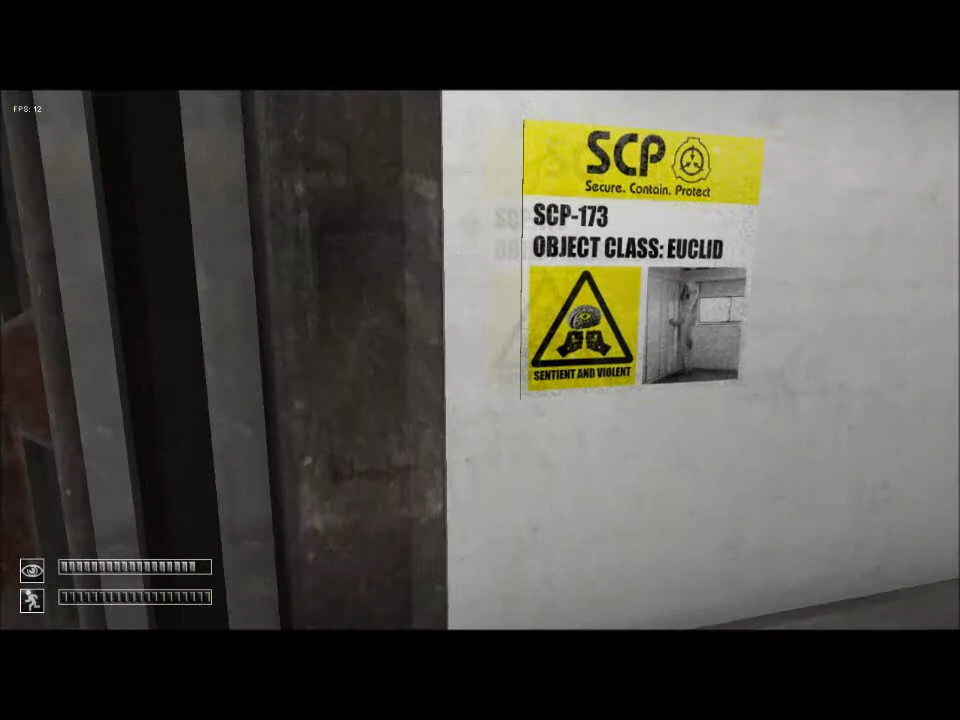 FPS: 12
SCP
Secure. Contain. Protect
SCP-173
OBJECT CLASS: EUCLID
SENTIENT AND VIOLENT